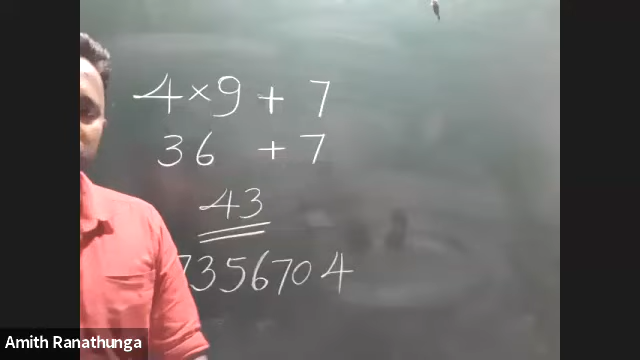 4 × 9 + 7
36 + 7
43
7356704
Amith Ranathunga